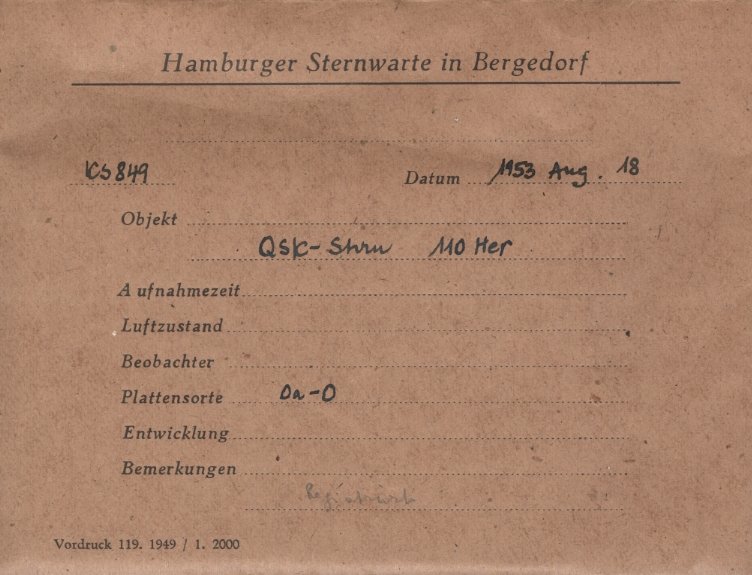 Hamburger Sternwarte in Bergedorf
KS 849 Datum 1953 Aug. 18
Objekt
QSK- 110 Her
Aufnahmezeit
Luftzustand
Beobachter
Plattensorte Oa-O
Entwicklung
Bemerkungen
Registriert
Vordruck 119. 1949 / 1. 2000